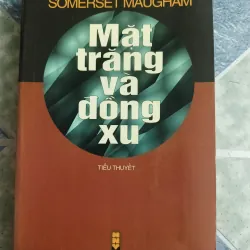 SOMERSET MAUGHAM
Mặt
trăng
và
đồng
xu
TIỂU THUYẾT